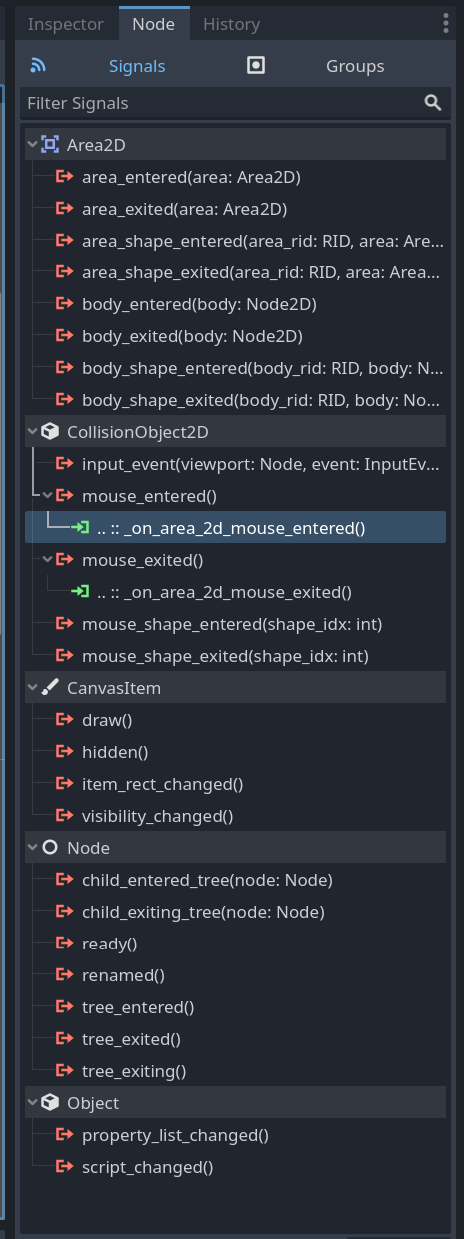 Inspector Node History
Signals Groups
Filter Signals
Area2D
area_entered(area: Area2D)
area_exited(area: Area2D)
area_shape_entered(area_rid: RID, area: Are...
area_shape_exited(area_rid: RID, area: Area...
body_entered(body: Node2D)
body_exited(body: Node2D)
body_shape_entered(body_rid: RID, body: N...
body_shape_exited(body_rid: RID, body: No...
CollisionObject2D
input_event(viewport: Node, event: InputEv...
mouse_entered()
.. :: _on_area_2d_mouse_entered()
mouse_exited()
.. :: _on_area_2d_mouse_exited()
mouse_shape_entered(shape_idx: int)
mouse_shape_exited(shape_idx: int)
CanvasItem
draw()
hidden()
item_rect_changed()
visibility_changed()
Node
child_entered_tree(node: Node)
child_exiting_tree(node: Node)
ready()
renamed()
tree_entered()
tree_exited()
tree_exiting()
Object
property_list_changed()
script_changed()